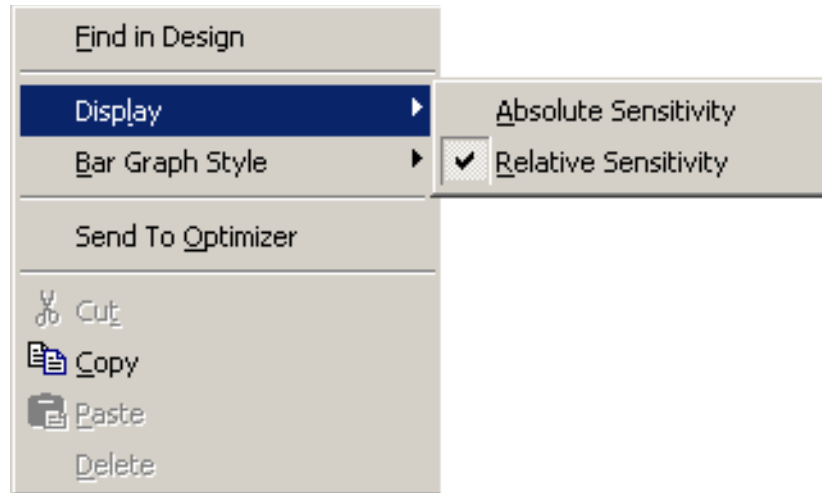 Find in Design
Display
Absolute Sensitivity
Bar Graph Style
Relative Sensitivity
Send To Optimizer
Cut
Copy
Paste
Delete